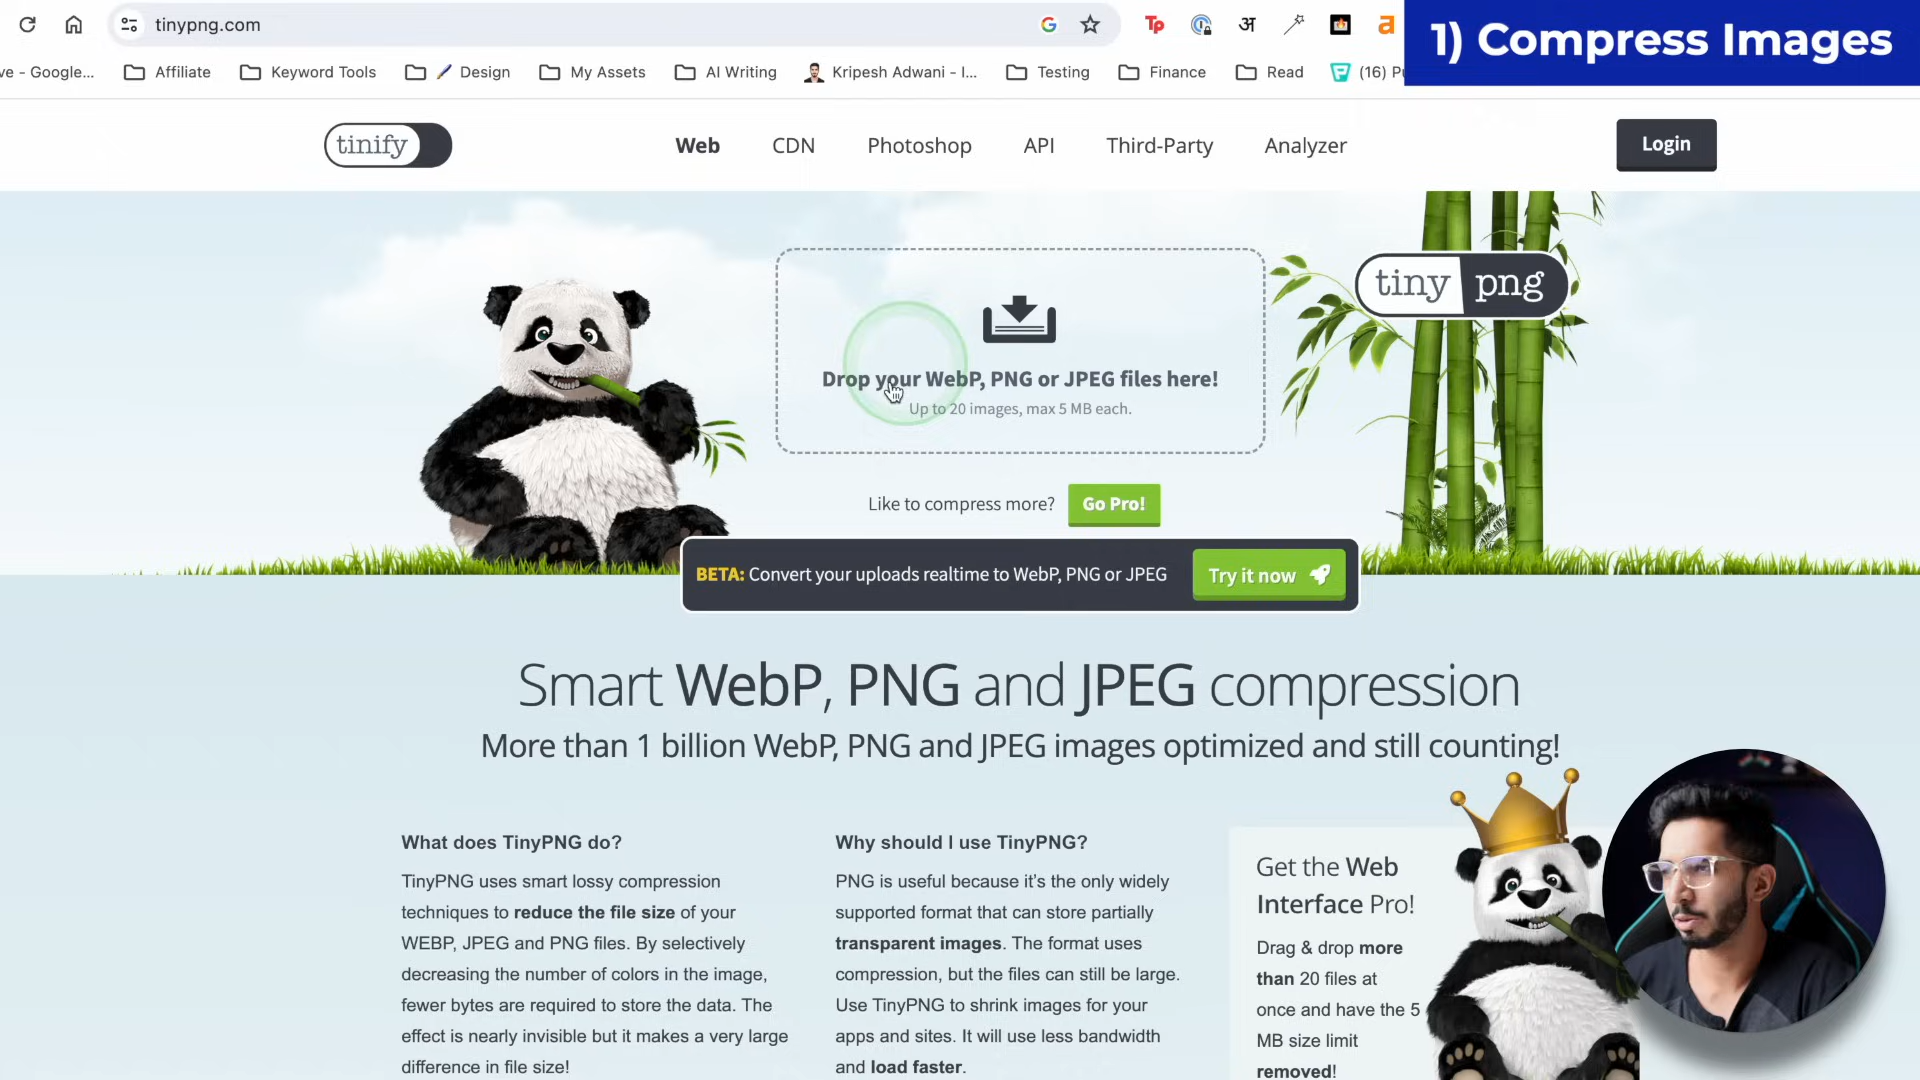 tinypng.com
1) Compress Images
ve - Google...
Affiliate
Keyword Tools
Design
My Assets
AI Writing
Kripesh Adwani - I...
Testing
Finance
Read
tinify
Web
CDN
Photoshop
API
Third-Party
Analyzer
Login
tiny png
Drop your WebP, PNG or JPEG files here!
Up to 20 images, max 5 MB each.
Like to compress more?
Go Pro!
BETA: Convert your uploads realtime to WebP, PNG or JPEG
Try it now
Smart WebP, PNG and JPEG compression
More than 1 billion WebP, PNG and JPEG images optimized and still counting!
What does TinyPNG do?
TinyPNG uses smart lossy compression
techniques to reduce the file size of your
WEBP, JPEG and PNG files. By selectively
decreasing the number of colors in the image,
fewer bytes are required to store the data. The
effect is nearly invisible but it makes a very large
difference in file size!
Why should I use TinyPNG?
PNG is useful because it's the only widely
supported format that can store partially
transparent images. The format uses
compression, but the files can still be large.
Use TinyPNG to shrink images for your
apps and sites. It will use less bandwidth
and load faster.
Get the Web
Interface Pro!
Drag & drop more
than 20 files at
once and have the 5
MB size limit
removed!